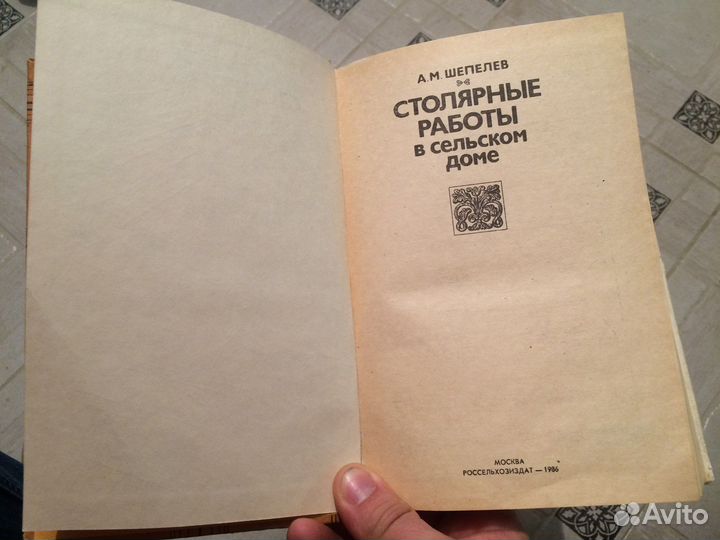 А.М. ШЕПЕЛЕВ
СТОЛЯРНЫЕ
РАБОТЫ
В СЕЛЬСКОМ
ДОМЕ
МОСКВА
РОССЕЛЬХОЗИЗДАТ — 1986
Avito